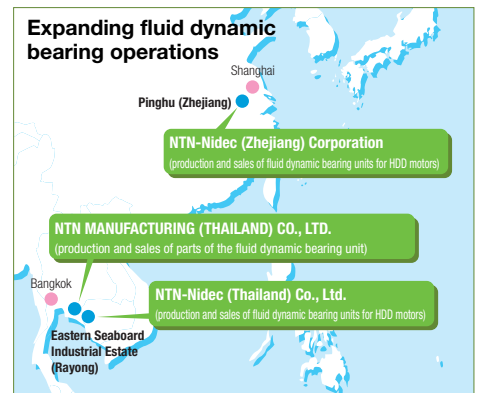 Expanding fluid dynamic
bearing operations
Shanghai
Pinghu (Zhejiang)
NTN-Nidec (Zhejiang) Corporation
(production and sales of fluid dynamic bearing units for HDD motors)
NTN MANUFACTURING (THAILAND) CO., LTD.
(production and sales of parts of the fluid dynamic bearing unit)
Bangkok
NTN-Nidec (Thailand) Co., Ltd.
(production and sales of fluid dynamic bearing units for HDD motors)
Eastern Seaboard
Industrial Estate
(Rayong)